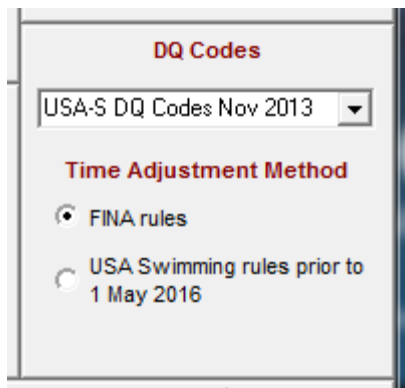 DQ Codes
USA-S DQ Codes Nov 2013
Time Adjustment Method
FINA rules
USA Swimming rules prior to
1 May 2016